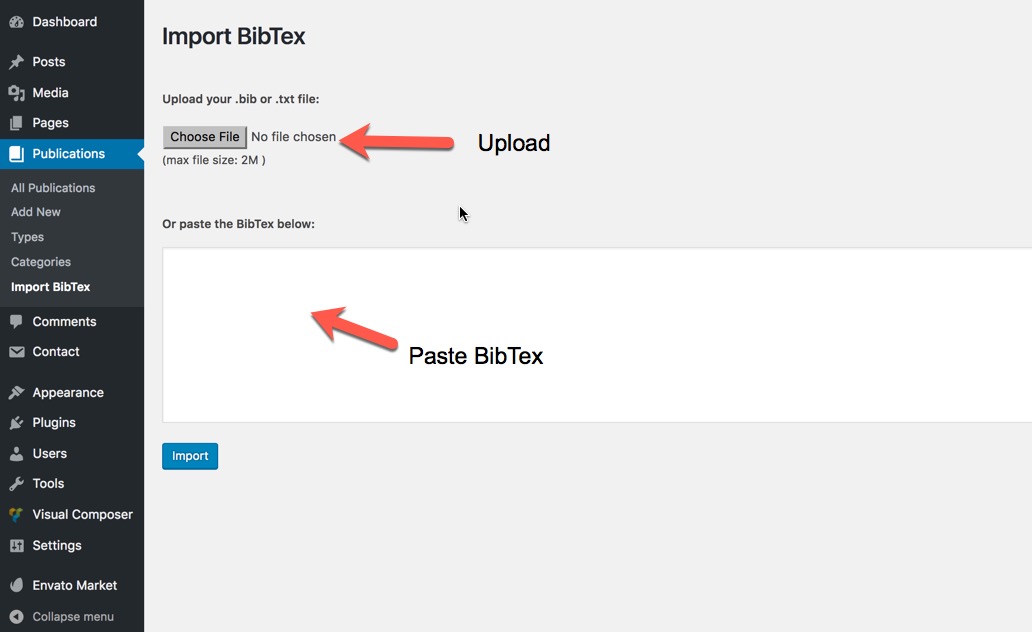 Dashboard
Posts
Media
Pages
Publications
All Publications
Add New
Types
Categories
Import BibTex
Comments
Contact
Appearance
Plugins
Users
Tools
Visual Composer
Settings
Envato Market
Collapse menu
Import BibTex
Upload your .bib or .txt file:
Choose File No file chosen
Upload
(max file size: 2M )
Or paste the BibTex below:
Paste BibTex
Import